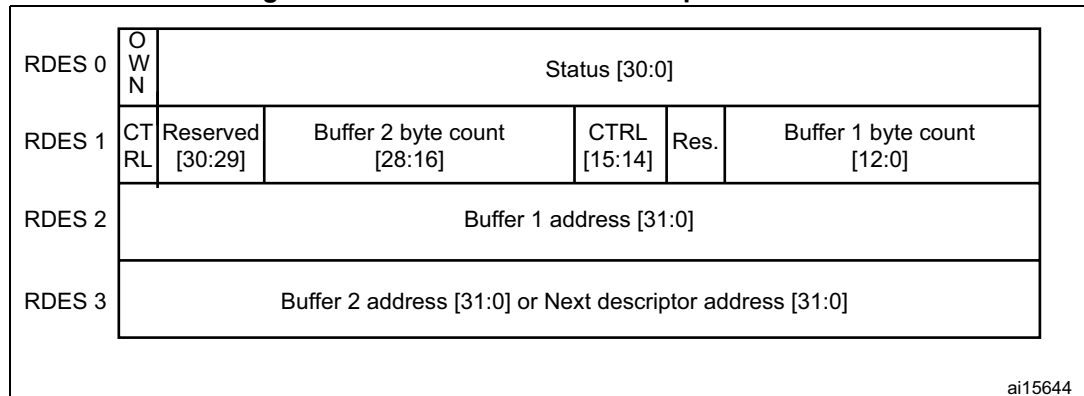 RDES 0
O
W
N
Status [30:0]
RDES 1
CT
RL
Reserved
[30:29]
Buffer 2 byte count
[28:16]
CTRL
[15:14]
Res.
Buffer 1 byte count
[12:0]
RDES 2
Buffer 1 address [31:0]
RDES 3
Buffer 2 address [31:0] or Next descriptor address [31:0]
ai15644